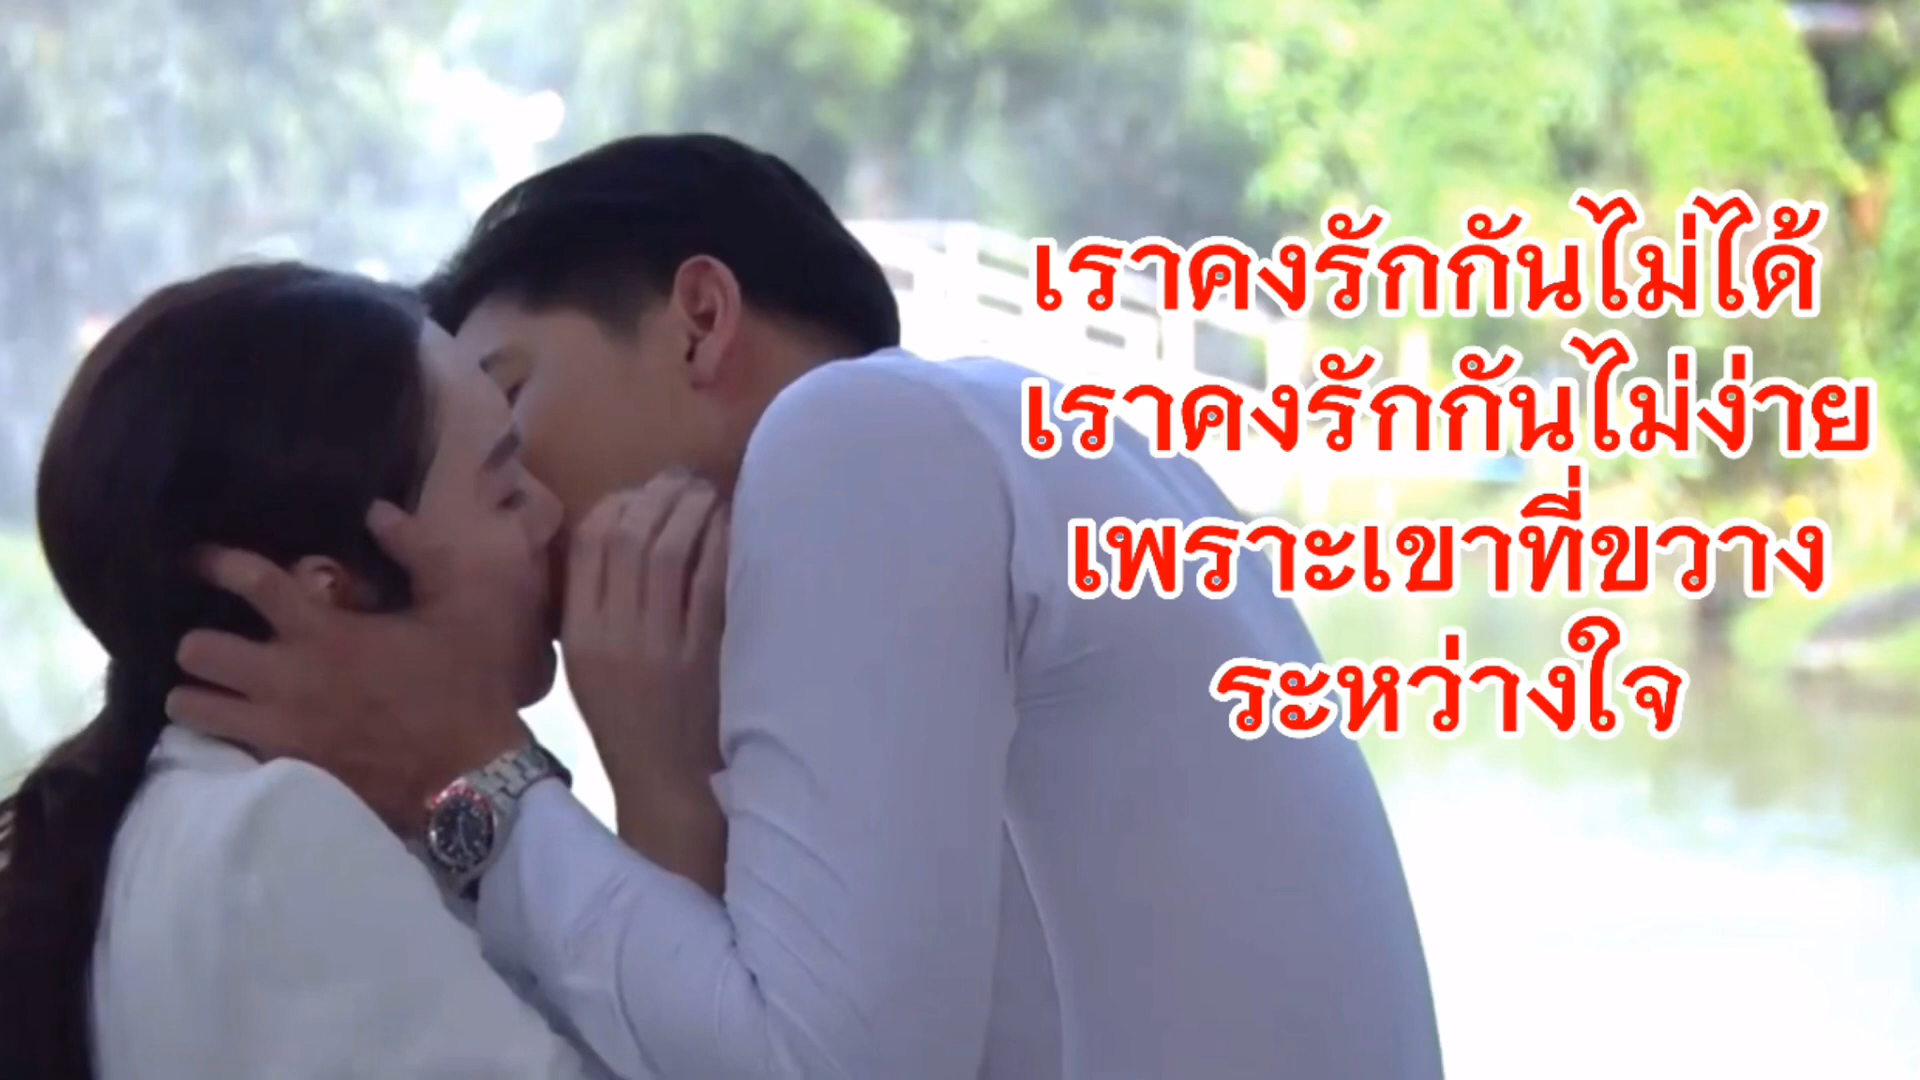 เราคงรักกันไม่ได้
เราคงรักกันไม่ง่าย
เพราะเขาที่ขวาง
ระหว่างใจ